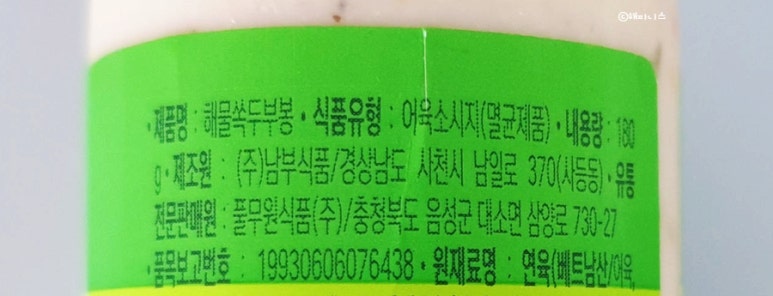 ·제품명 : 해물쏙두부봉 · 식품유형 : 어육소시지(멸균제품) · 내용량 : 180
g · 제조원 : (주)남부식품/경상남도 사천시 남일로 370(사등동) · 유통
전문판매원 : 풀무원식품(주)/충청북도 음성군 대소면 삼양로 730-27
·품목보고번호 : 19930606076438 · 원재료명 : 연육(베트남산/어육,